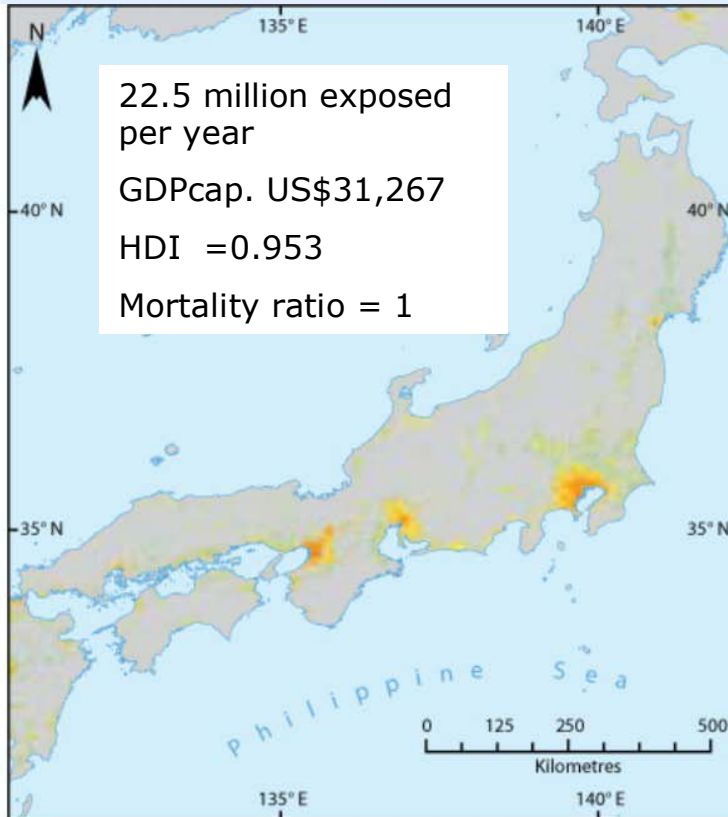 135° E
140° E
N
22.5 million exposed
per year
GDPcap. US$31,267
HDI =0.953
Mortality ratio = 1
40° N
40° N
35° N
35° N
Philippine Sea
0 125 250 500
Kilometres
135° E
140° E